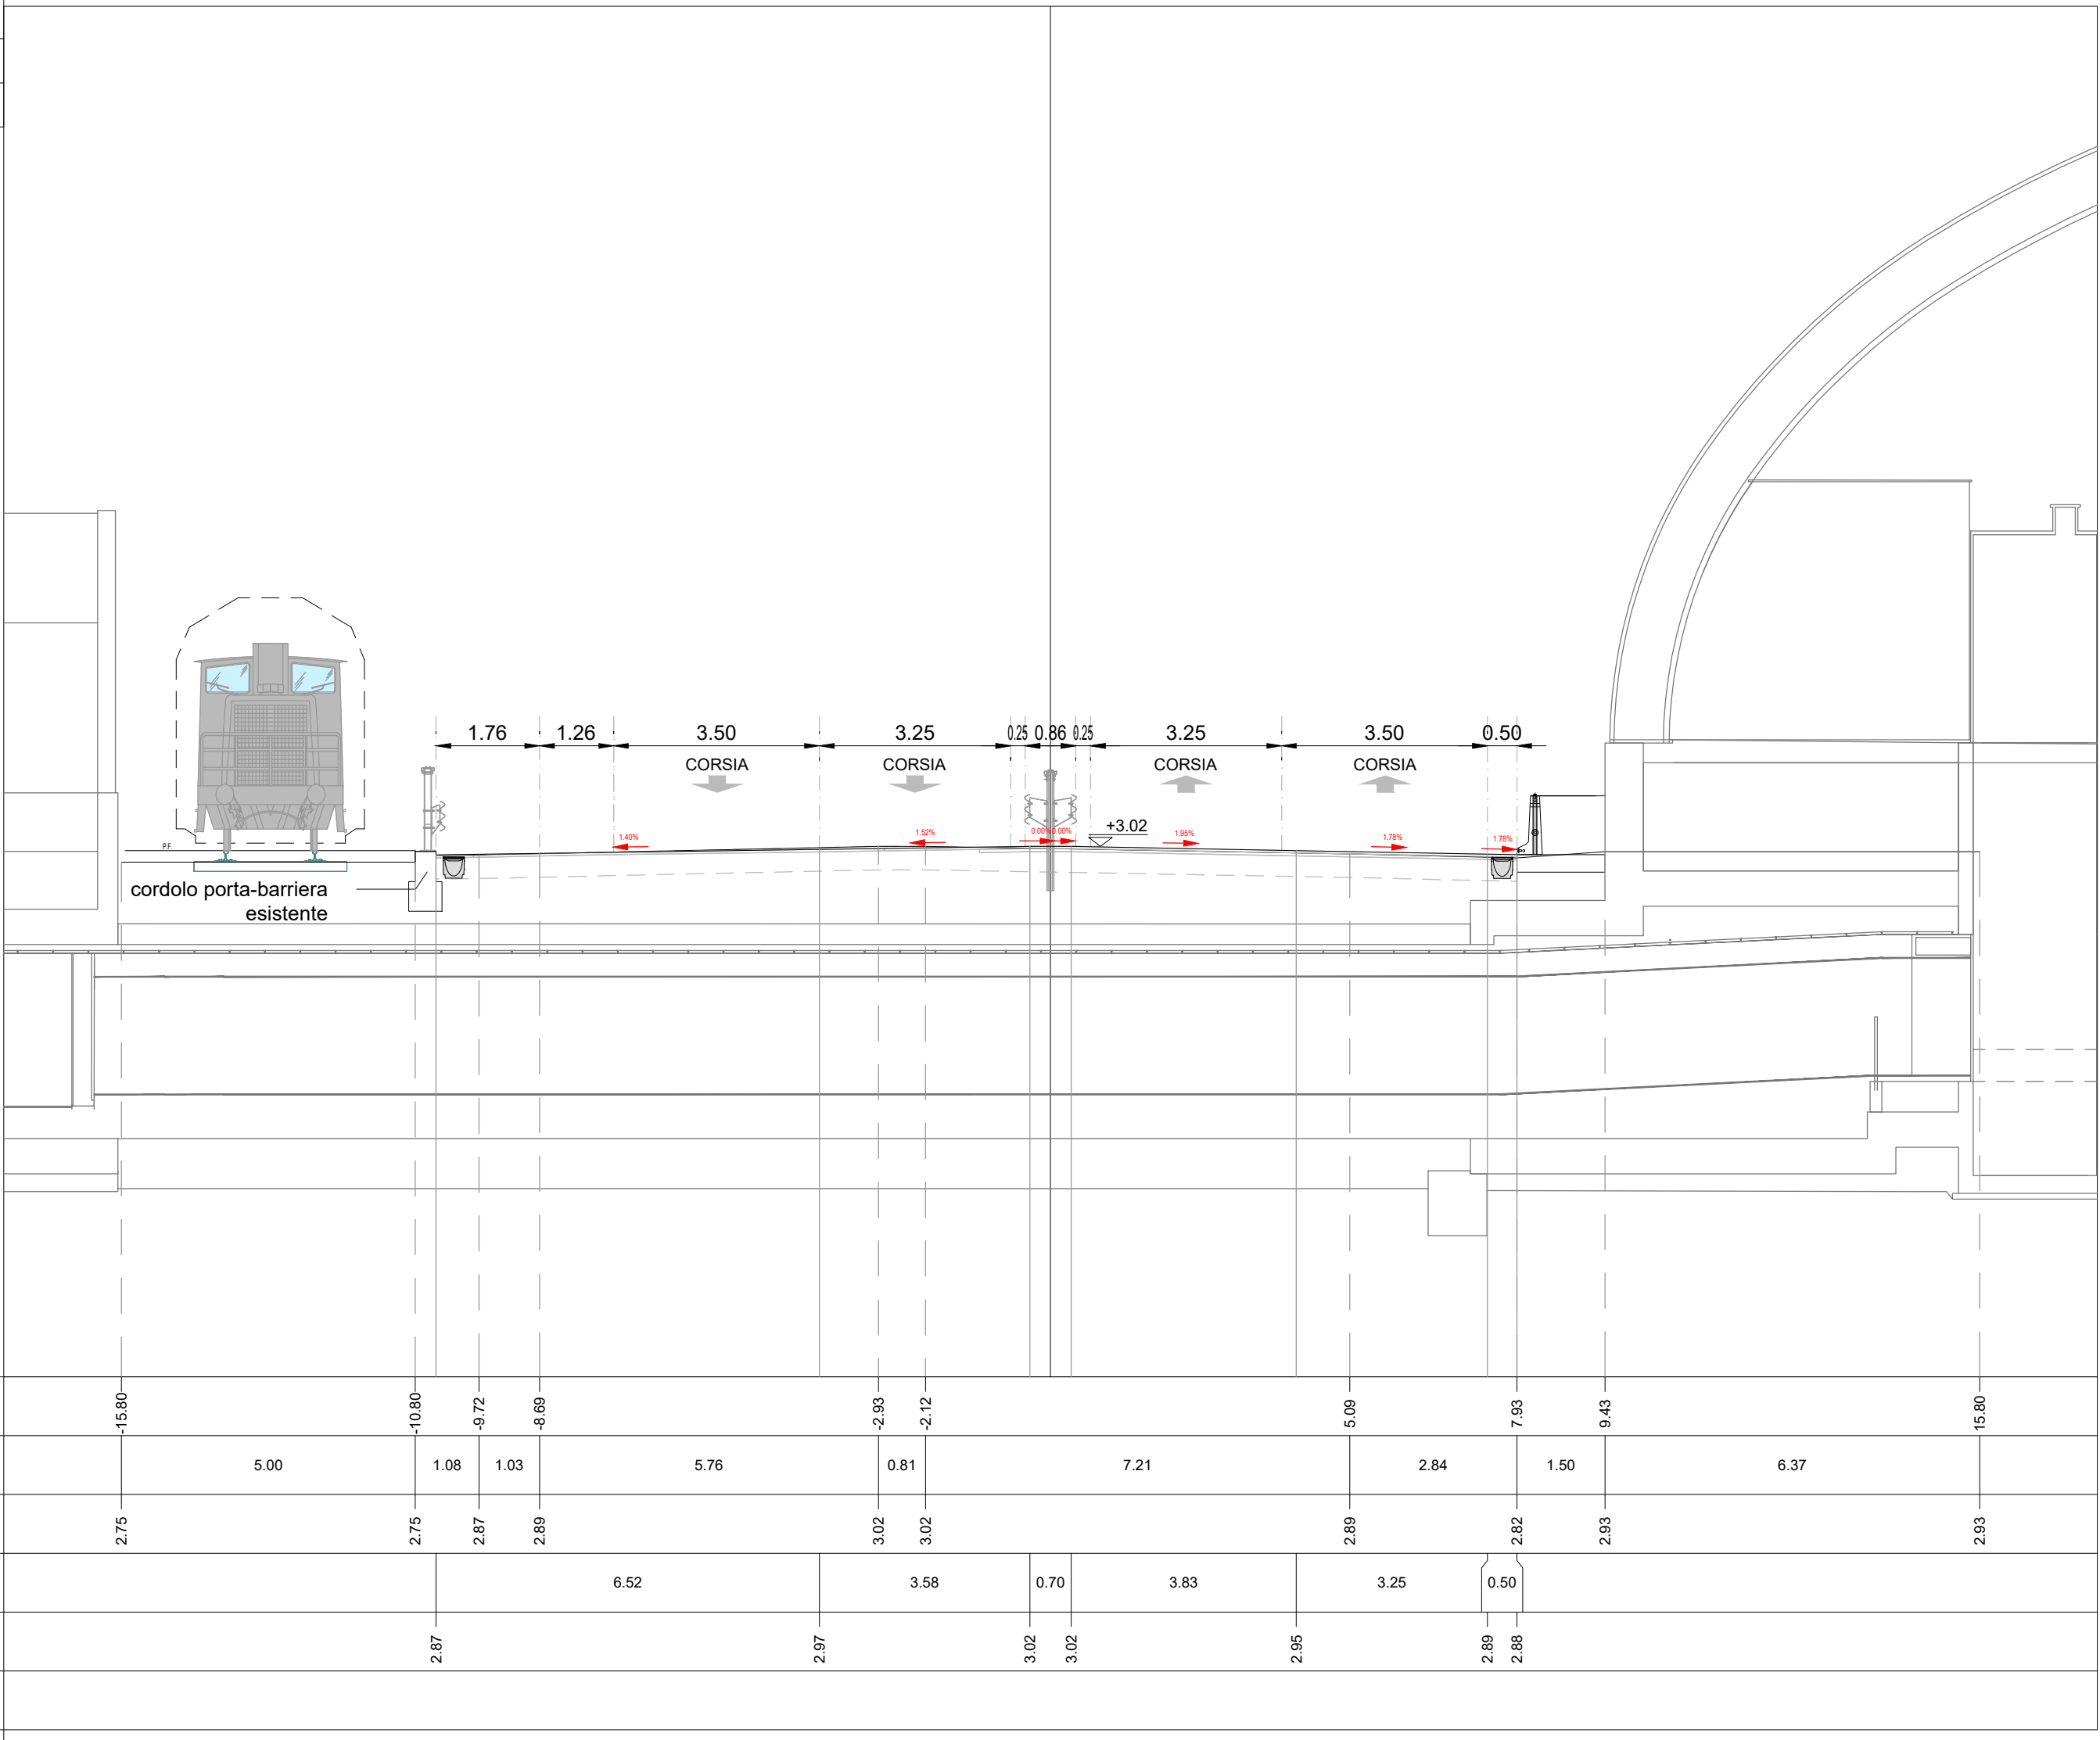 1.76 1.26 3.50 3.25 0.25 0.86 0.25 3.25 3.50 0.50
CORSIA CORSIA CORSIA CORSIA
+3.02
1.40% 1.52% 0.00% 0.00% 1.95% 1.78% 1.78%
P.F.
cordolo porta-barriera
esistente
-15.80 -10.80 -9.72 -8.69 -2.93 -2.12 5.09 7.93 9.43 15.80
5.00 1.08 1.03 5.76 0.81 7.21 2.84 1.50 6.37
2.75 2.75 2.87 2.89 3.02 3.02 2.89 2.82 2.93 2.93
6.52 3.58 0.70 3.83 3.25 0.50
2.87 2.97 3.02 3.02 2.95 2.89 2.88